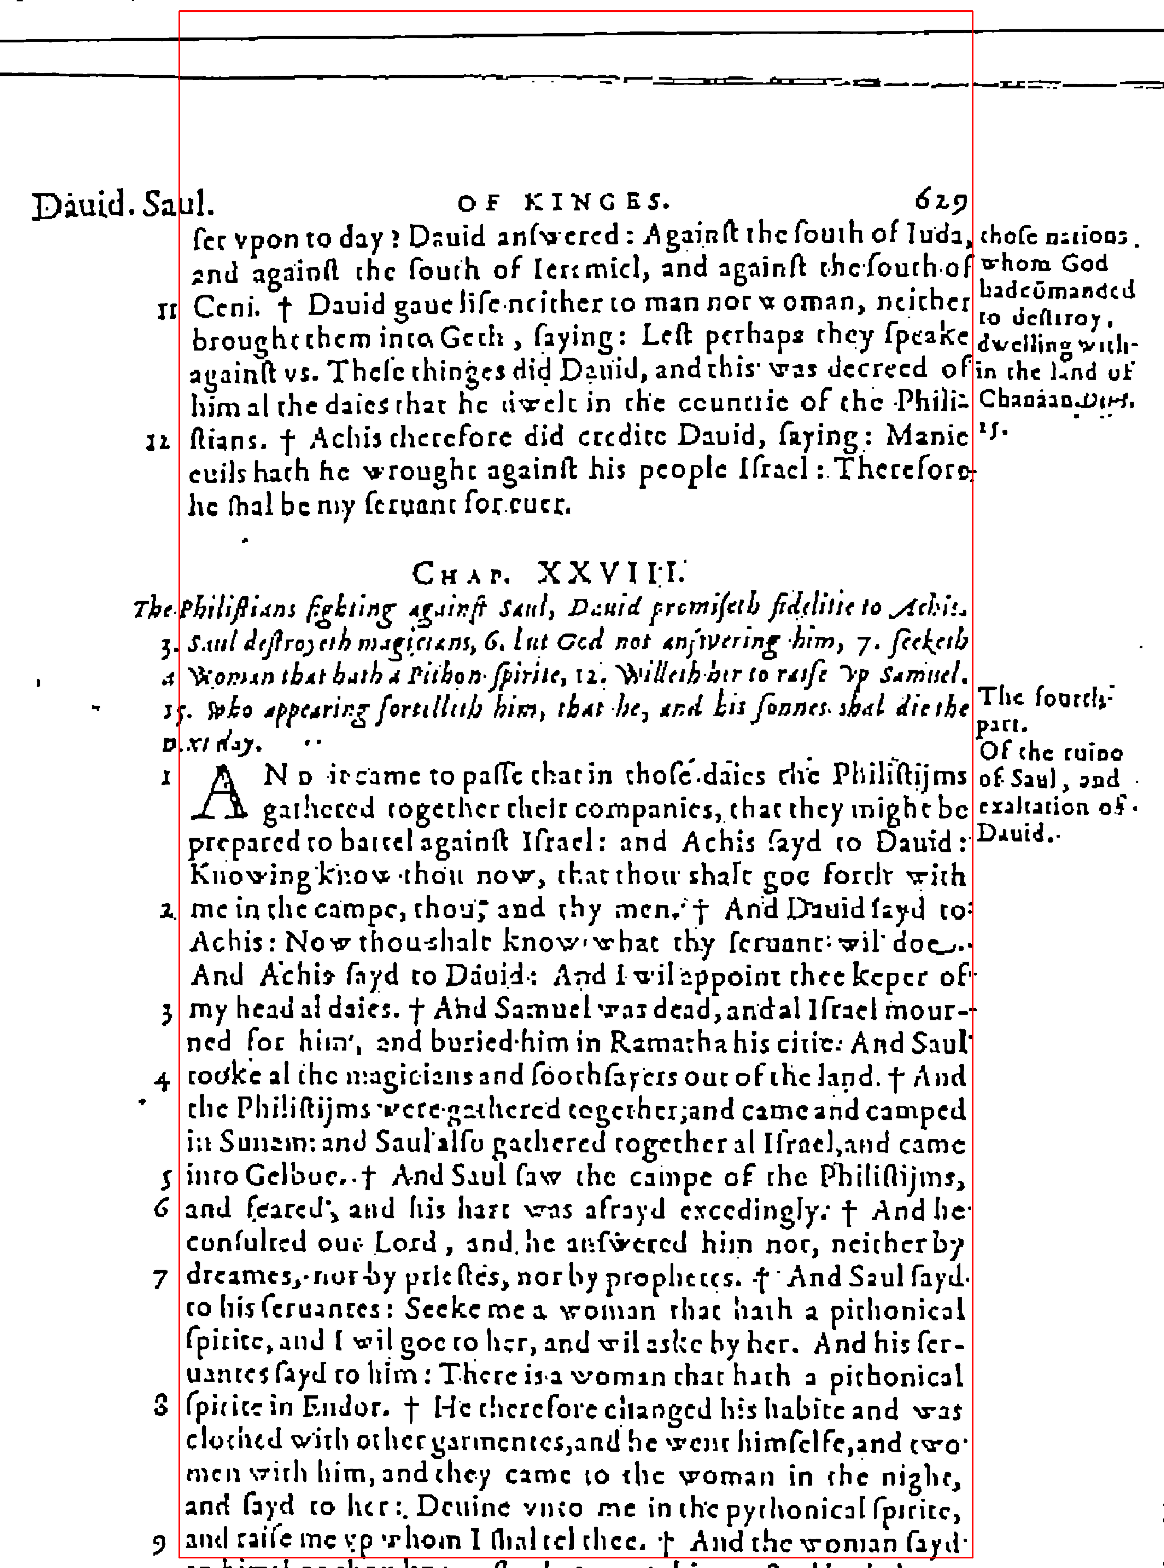 Dauid. Saul. OF KINGES. 629
ſet vpon to day? Dauid anſwered: Againſt the ſouth of Iuda,
and againſt the ſouth of Ieramiel, and againſt the ſouth of
11 Ceni. † Dauid gaue life neither to man nor woman, neither
brought them into Geth, ſaying: Leſt perhaps they ſpeake
againſt vs. Theſe thinges did Dauid, and this was decreed of
him al the daies that he dwelt in the countrie of the Phili-
12 ſtians. † Achis therefore did credite Dauid, ſaying: Manie
euils hath he wrought againſt his people Iſrael: Therefore
he ſhal be my ſeruant for euer.
thoſe nations
whom God
had cōmanded
to deſtroy,
dwelling with-
in the land of
Chanaan. Deut.
15.
CHAP. XXVIII.
The Philiſtians fighting againſt Saul, Dauid promiſeth fidelitie to Achis.
3. Saul deſtroyeth magicians, 6. but God not anſwering him, 7. ſeeketh
a Woman that hath a Pithon ſpirite, 12. Willeth her to raiſe vp Samuel.
15. Who appearing fortelleth him, that he, and his ſonnes shal die the
next day.
1 AND it came to paſſe that in thoſe daies the Philiſtijms
gathered together their companies, that they might be
prepared to battel againſt Iſrael: and Achis ſayd to Dauid:
Knowing know thou now, that thou shalt goe forth with
2 me in the campe, thou, and thy men. † And Dauid ſayd to
Achis: Now thou shalt know what thy ſeruant wil doe.
And Achis ſayd to Dauid: And I wil appoint thee keper of
3 my head al daies. † And Samuel was dead, and al Iſrael mour-
ned for him, and buried him in Ramatha his citie. And Saul
4 tooke al the magicians and ſoothſayers out of the land. † And
the Philiſtijms were gathered together, and came and camped
in Sunam: and Saul alſo gathered together al Iſrael, and came
5 into Gelboe. † And Saul ſaw the campe of the Philiſtijms,
6 and feared, and his hart was afrayd excedingly. † And he
conſulted our Lord, and he anſwered him not, neither by
7 dreames, nor by prieſtes, nor by prophetes. † And Saul ſayd
to his ſeruantes: Seeke me a woman that hath a pithonical
ſpirite, and I wil goe to her, and wil aske by her. And his ſer-
uantes ſayd to him: There is a woman that hath a pithonical
8 ſpirite in Endor. † He therefore changed his habite and was
clothed with other garmentes, and he went himſelfe, and two
men with him, and they came to the woman in the night,
and ſayd to her: Deuine vnto me in the pythonical ſpirite,
9 and raiſe me vp whom I ſhal tel thee. † And the woman ſayd
The fourth
part.
Of the ruine
of Saul, and
exaltation of
Dauid.